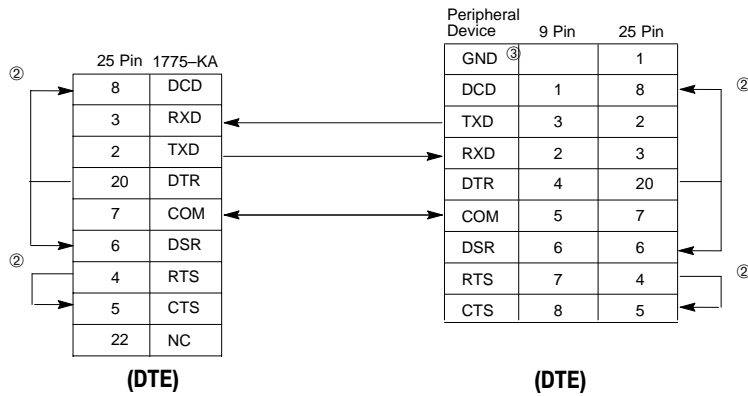 25 Pin 1775–KA
②
8 DCD
3 RXD
2 TXD
20 DTR
7 COM
6 DSR
②
4 RTS
5 CTS
22 NC
(DTE)
Peripheral
Device 9 Pin 25 Pin
GND ③ 1
DCD 1 8 ②
TXD 3 2
RXD 2 3
DTR 4 20
COM 5 7
DSR 6 6
RTS 7 4 ②
CTS 8 5
(DTE)